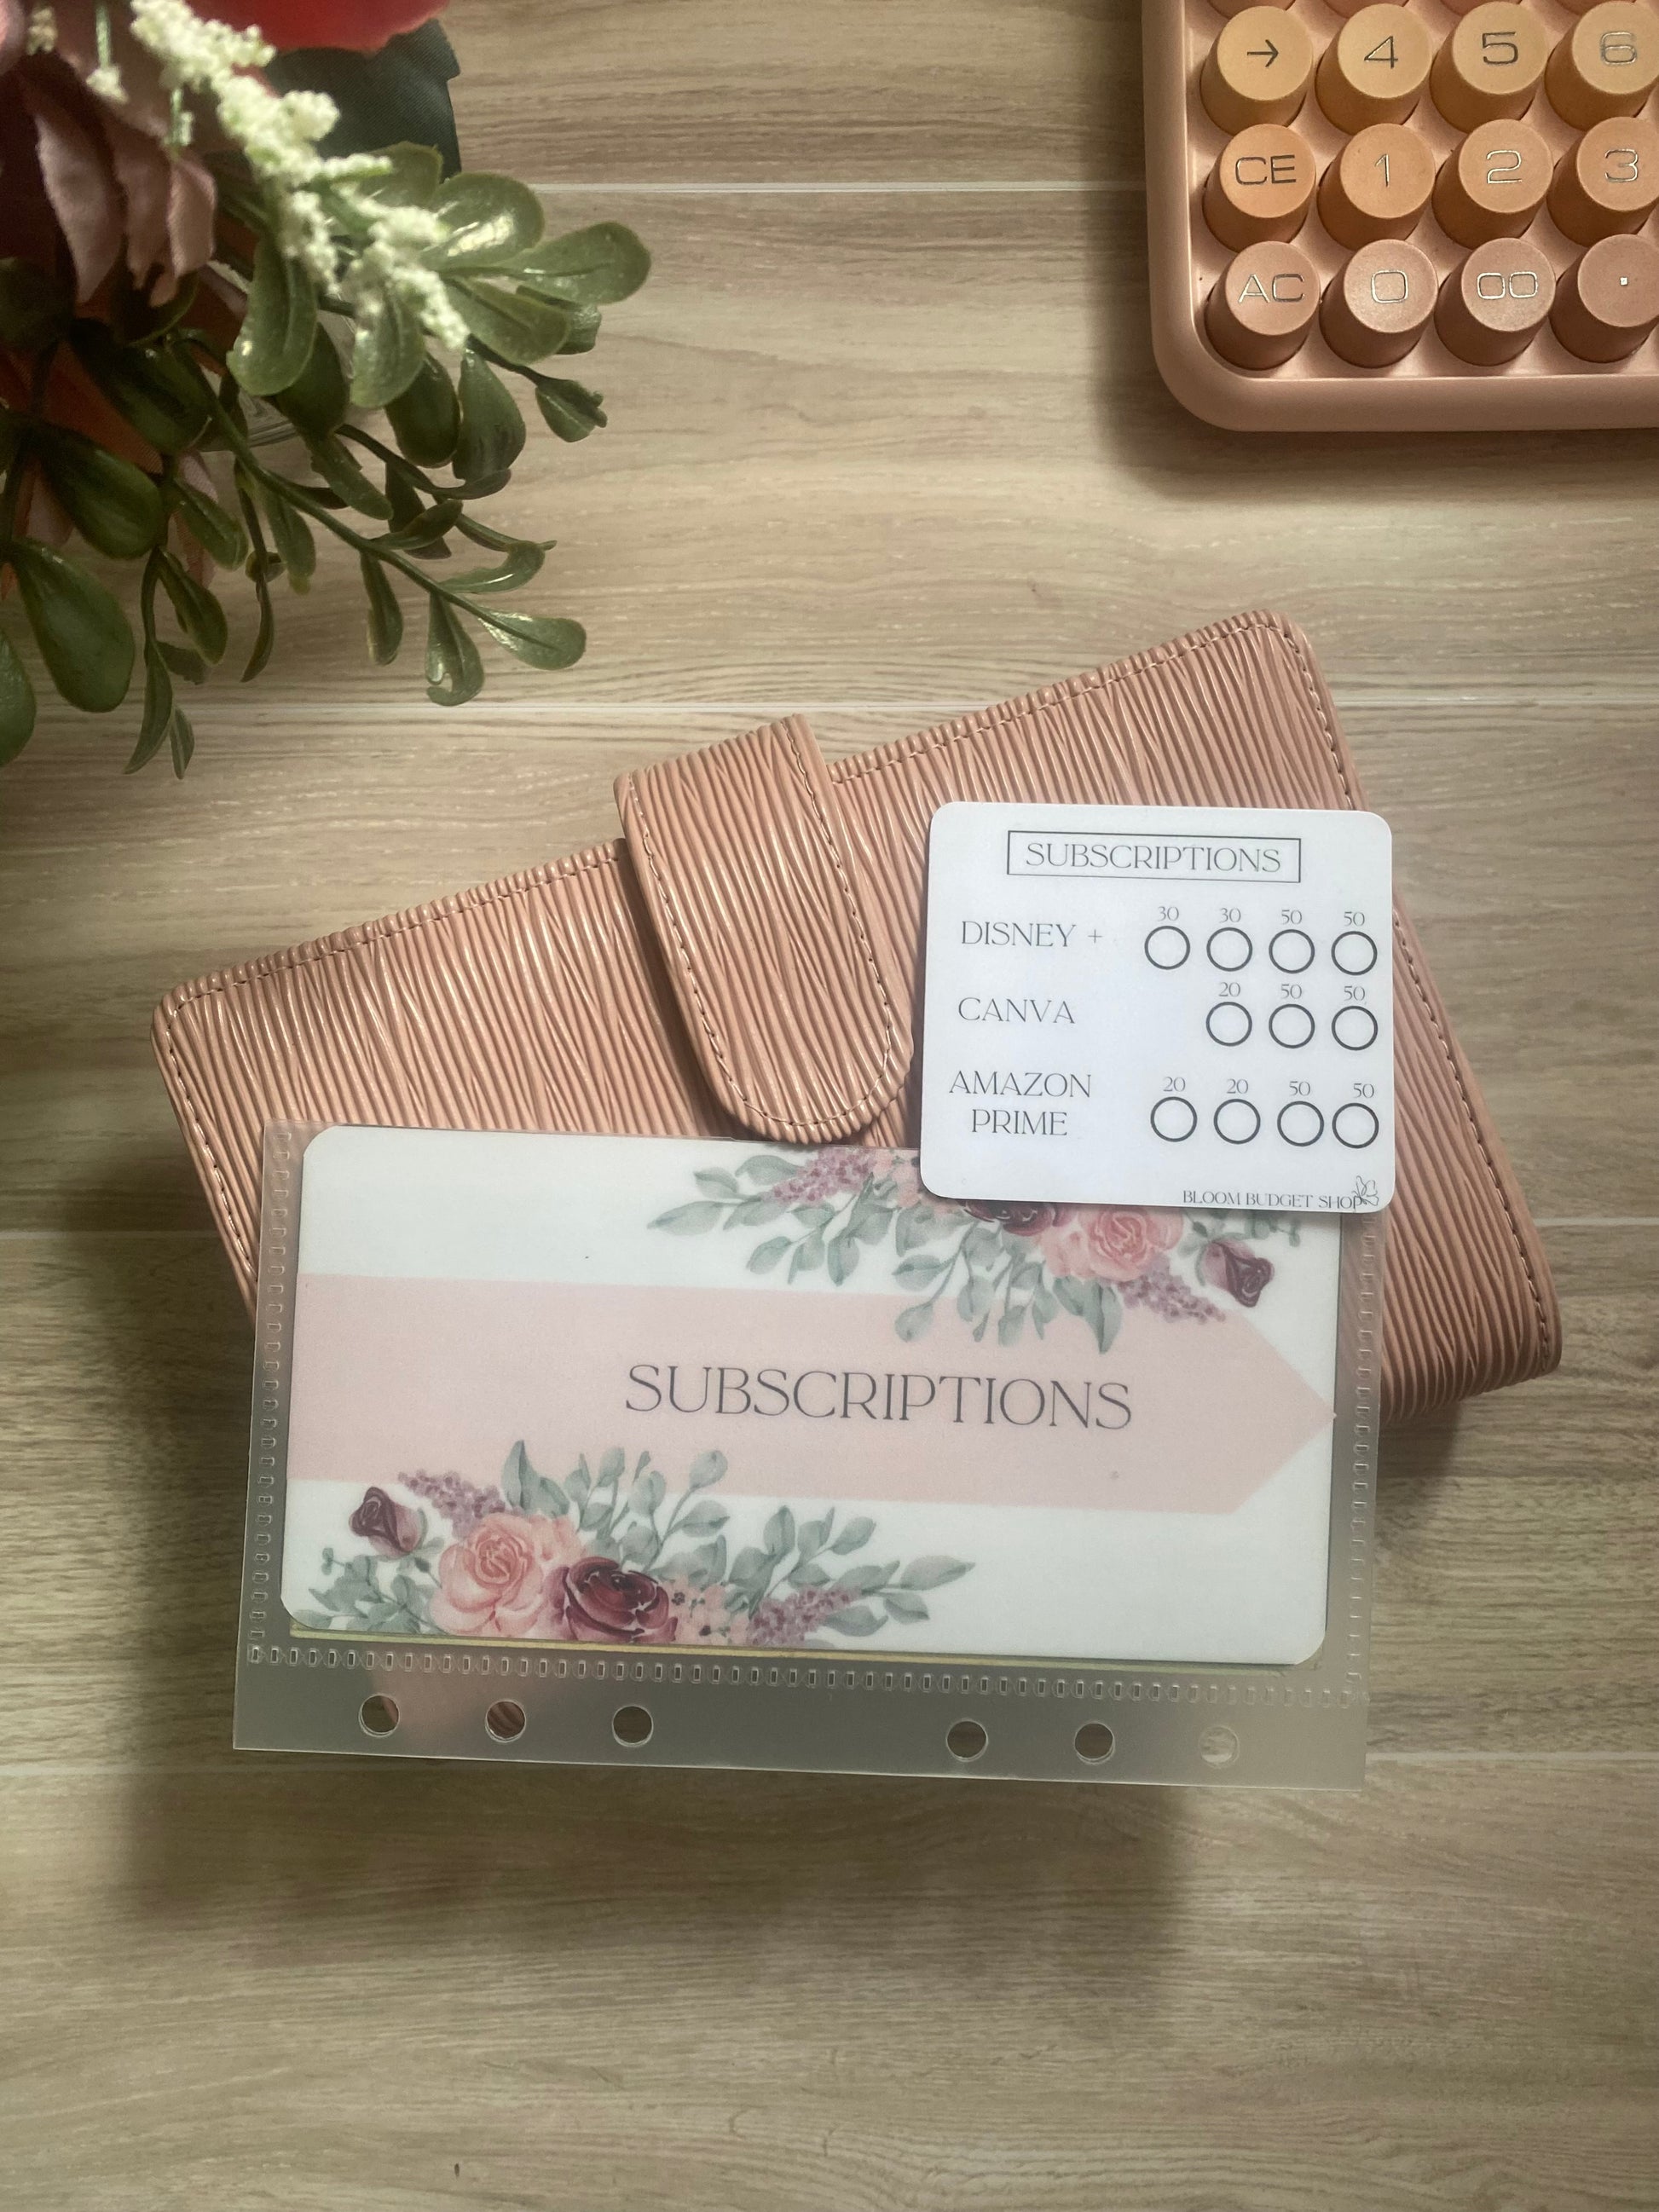 → 4 5 6
CE 1 2 3
AC 0 00 .
SUBSCRIPTIONS
30 30 50 50
DISNEY +
20 50 50
CANVA
20 20 50 50
AMAZON
PRIME
BLOOM BUDGET SHOP
SUBSCRIPTIONS